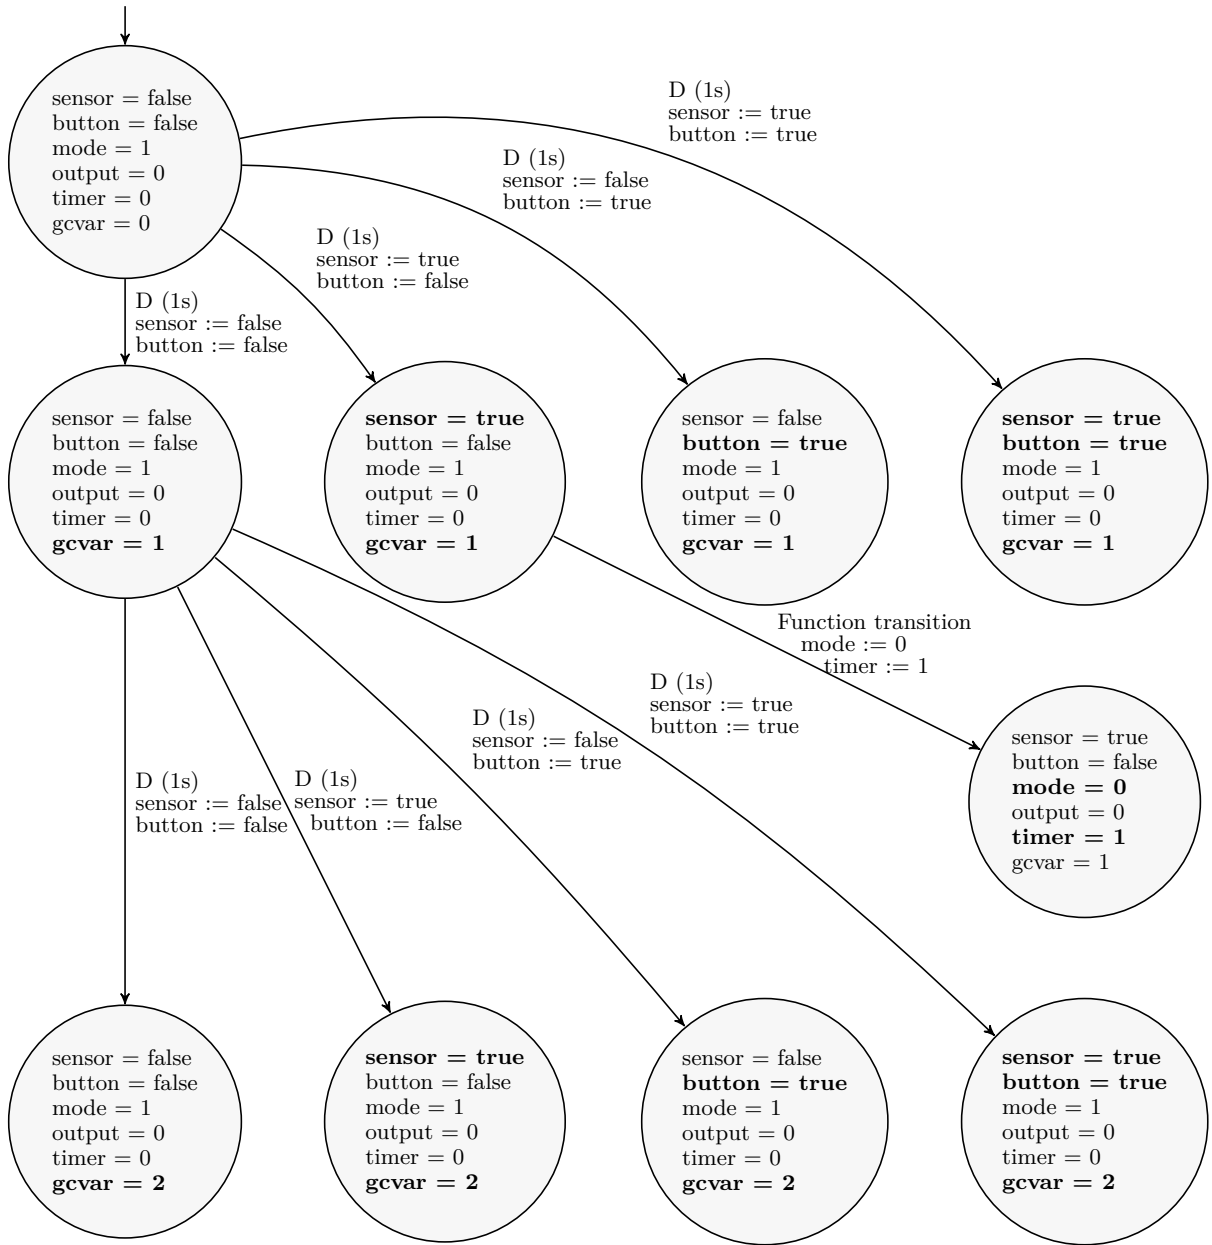 sensor = false
button = false
mode = 1
output = 0
timer = 0
gcvar = 0
D (1s)
sensor := true
button := true
D (1s)
sensor := false
button := true
D (1s)
sensor := true
button := false
D (1s)
sensor := false
button := false
sensor = false
button = false
mode = 1
output = 0
timer = 0
gcvar = 1
sensor = true
button = false
mode = 1
output = 0
timer = 0
gcvar = 1
sensor = false
button = true
mode = 1
output = 0
timer = 0
gcvar = 1
sensor = true
button = true
mode = 1
output = 0
timer = 0
gcvar = 1
Function transition
mode := 0
timer := 1
D (1s)
sensor := true
button := true
D (1s)
sensor := false
button := true
D (1s)
sensor := false
button := false
D (1s)
sensor := true
button := false
sensor = true
button = false
mode = 0
output = 0
timer = 1
gcvar = 1
sensor = false
button = false
mode = 1
output = 0
timer = 0
gcvar = 2
sensor = true
button = false
mode = 1
output = 0
timer = 0
gcvar = 2
sensor = false
button = true
mode = 1
output = 0
timer = 0
gcvar = 2
sensor = true
button = true
mode = 1
output = 0
timer = 0
gcvar = 2